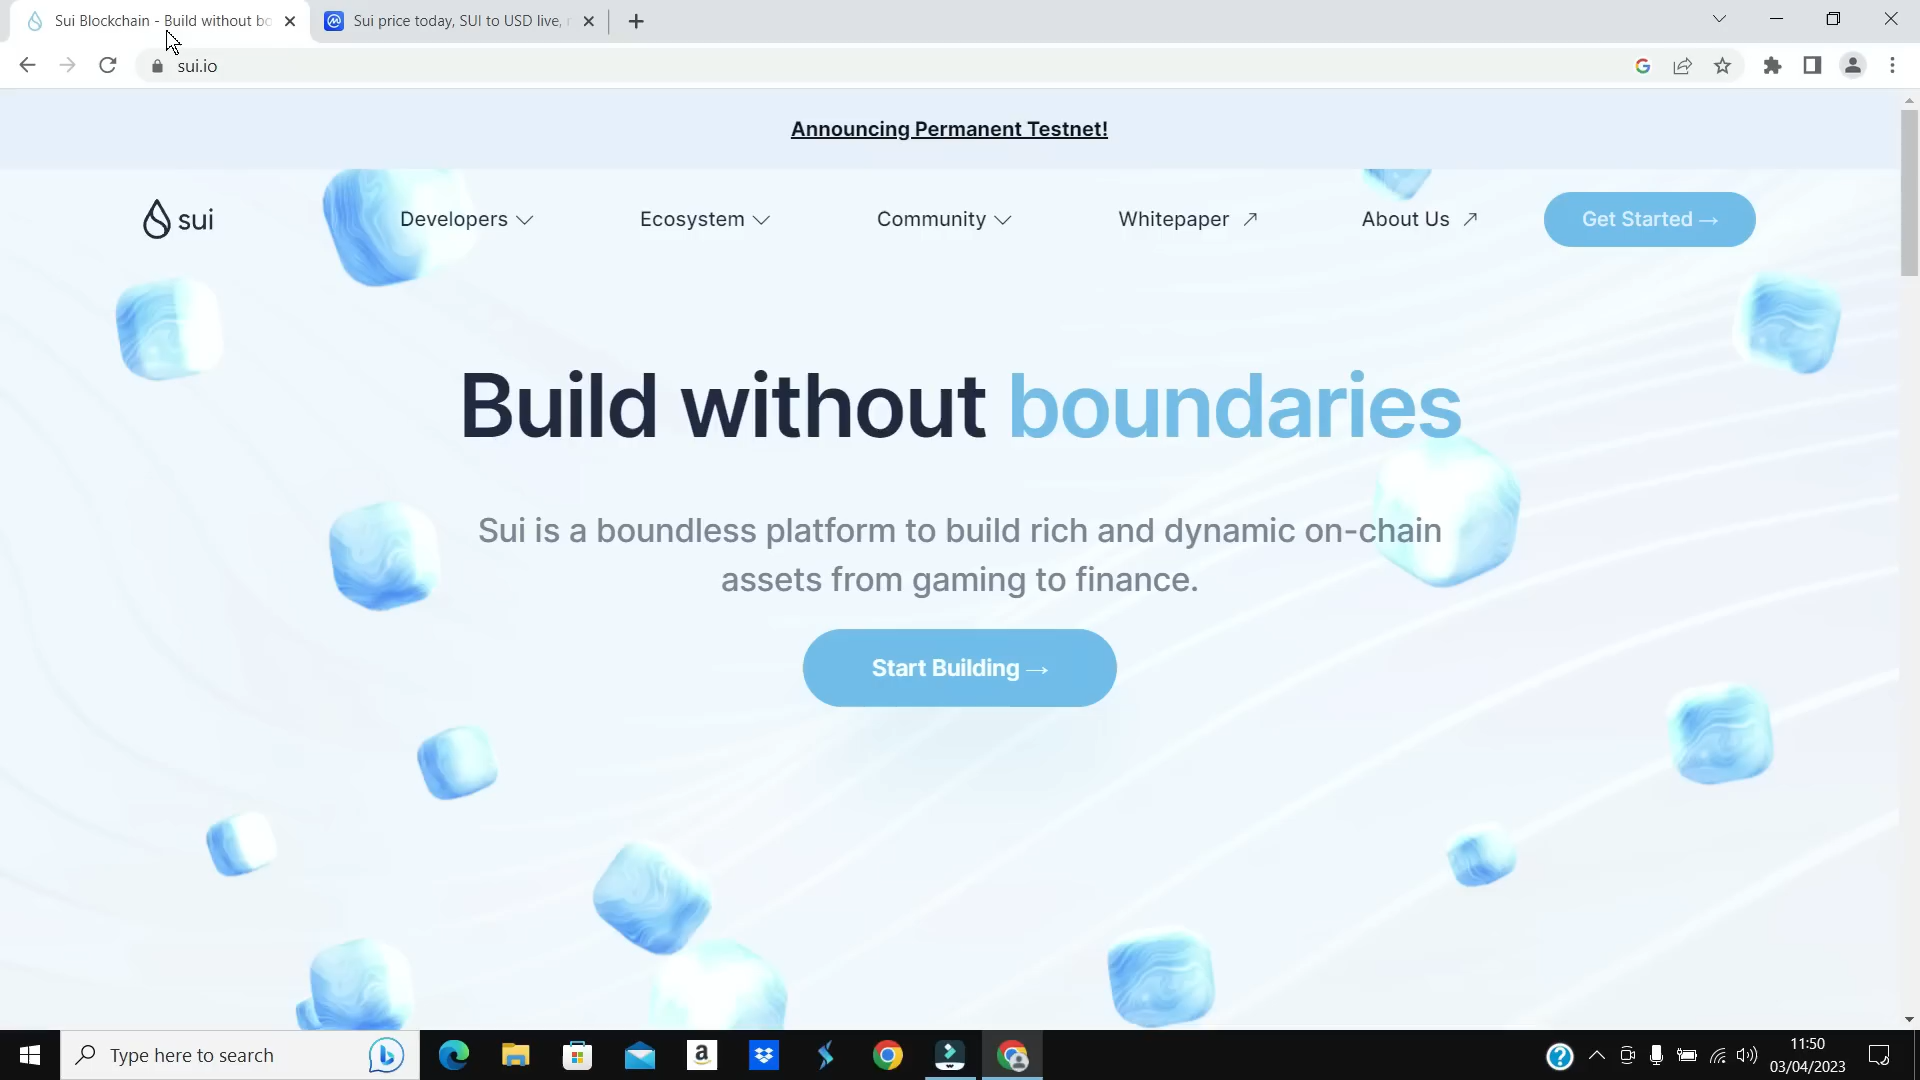 Sui Blockchain - Build without bo
Sui price today, SUI to USD live,
sui.io
Announcing Permanent Testnet!
sui
Developers
Ecosystem
Community
Whitepaper ↗
About Us ↗
Get Started →
Build without boundaries
Sui is a boundless platform to build rich and dynamic on-chain
assets from gaming to finance.
Start Building →
Type here to search
11:50
03/04/2023